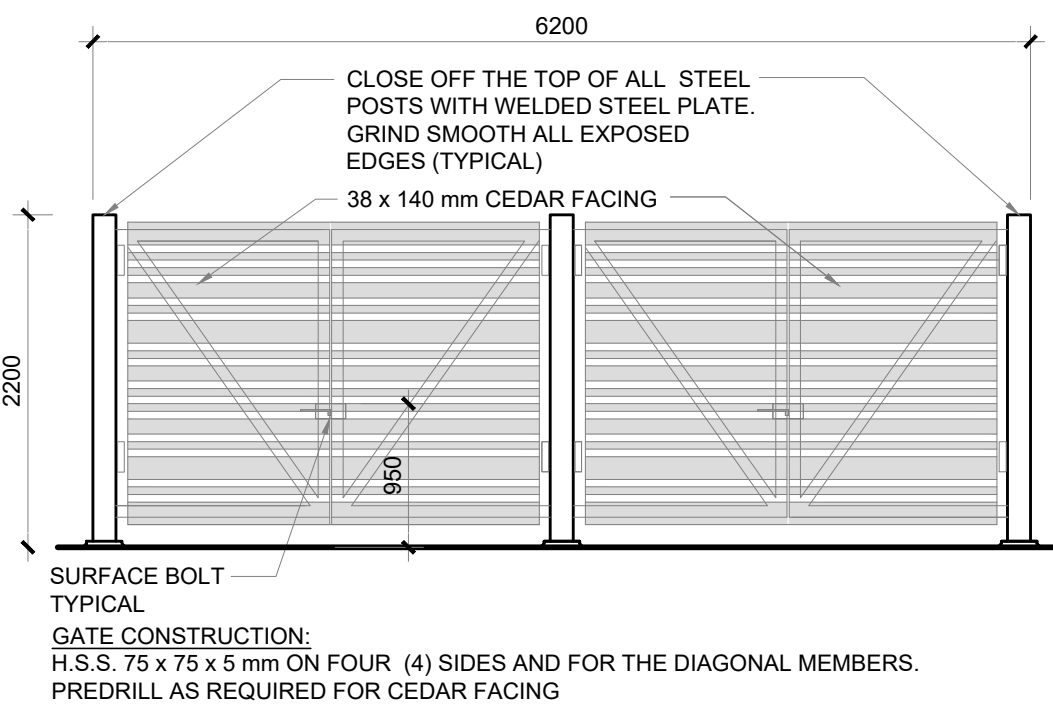 6200
CLOSE OFF THE TOP OF ALL STEEL
POSTS WITH WELDED STEEL PLATE.
GRIND SMOOTH ALL EXPOSED
EDGES (TYPICAL)
38 x 140 mm CEDAR FACING
2200
950
SURFACE BOLT
TYPICAL
GATE CONSTRUCTION:
H.S.S. 75 x 75 x 5 mm ON FOUR (4) SIDES AND FOR THE DIAGONAL MEMBERS.
PREDRILL AS REQUIRED FOR CEDAR FACING